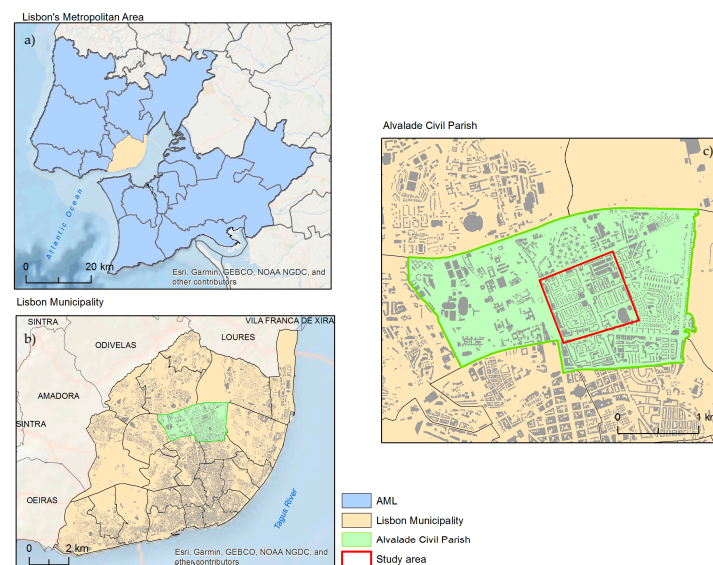 Lisbon's Metropolitan Area
a)
Atlantic Ocean
0 20 km
Esri, Garmin, GEBCO, NOAA NGDC, and
other contributors
Lisbon Municipality
SINTRA
VILA FRANCA DE XIRA
b)
ODIVELAS
LOURES
AMADORA
SINTRA
OEIRAS
Tagus River
0 2 km
Esri, Garmin, GEBCO, NOAA NGDC, and
other contributors
Alvalade Civil Parish
c)
0 1 km
AML
Lisbon Municipality
Alvalade Civil Parish
Study area